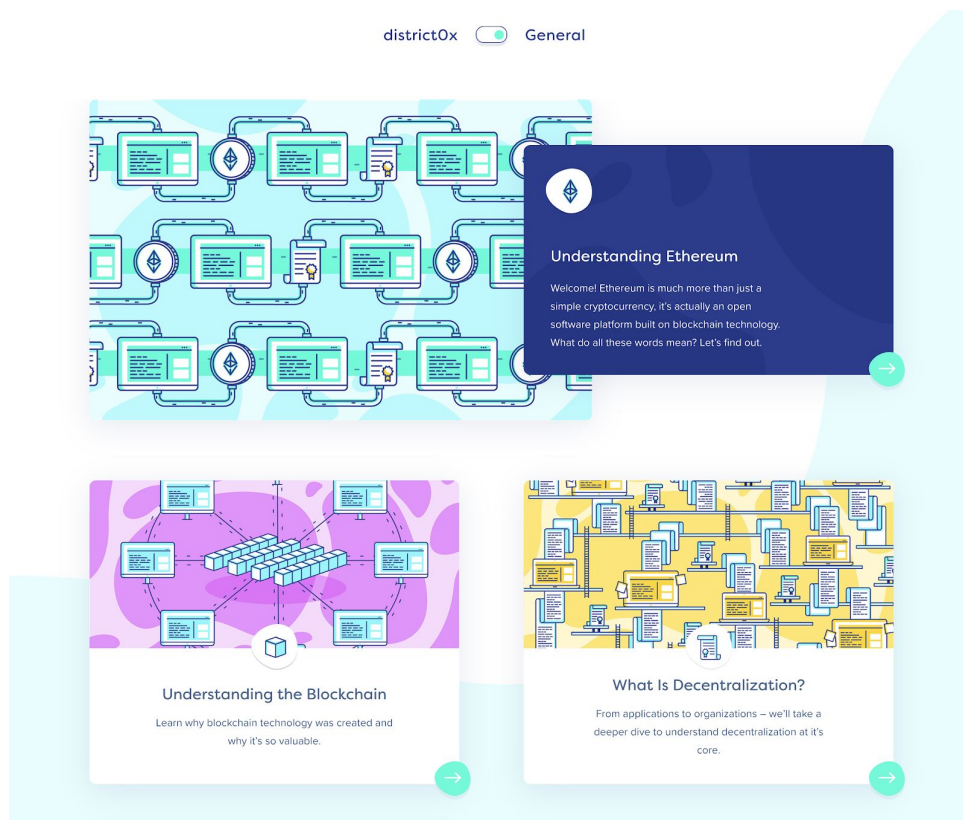 district0x General
Understanding Ethereum
Welcome! Ethereum is much more than just a
simple cryptocurrency, it's actually an open
software platform built on blockchain technology.
What do all these words mean? Let's find out.
Understanding the Blockchain
Learn why blockchain technology was created and
why it's so valuable.
What Is Decentralization?
From applications to organizations – we'll take a
deeper dive to understand decentralization at it's
core.